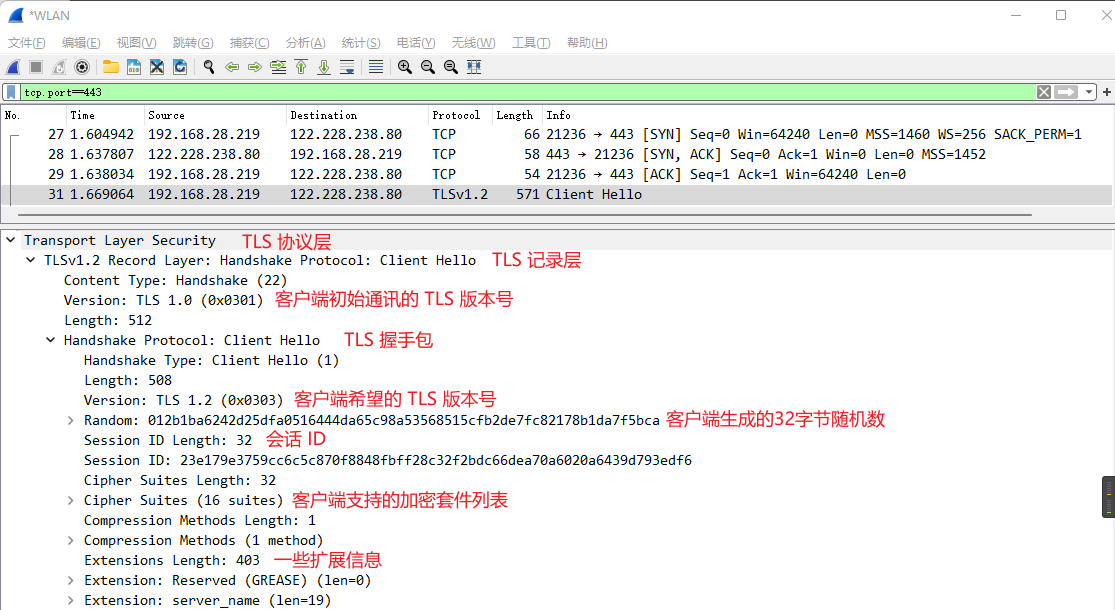 *WLAN
文件(F) 编辑(E) 视图(V) 跳转(G) 捕获(C) 分析(A) 统计(S) 电话(Y) 无线(W) 工具(T) 帮助(H)
tcp.port==443
No. Time Source Destination Protocol Length Info
27 1.604942 192.168.28.219 122.228.238.80 TCP 66 21236 → 443 [SYN] Seq=0 Win=64240 Len=0 MSS=1460 WS=256 SACK_PERM=1
28 1.637807 122.228.238.80 192.168.28.219 TCP 58 443 → 21236 [SYN, ACK] Seq=0 Ack=1 Win=64240 Len=0 MSS=1452
29 1.638034 192.168.28.219 122.228.238.80 TCP 54 21236 → 443 [ACK] Seq=1 Ack=1 Win=64240 Len=0
31 1.669064 192.168.28.219 122.228.238.80 TLSv1.2 571 Client Hello
Transport Layer Security TLS 协议层
TLSv1.2 Record Layer: Handshake Protocol: Client Hello TLS 记录层
Content Type: Handshake (22)
Version: TLS 1.0 (0x0301) 客户端初始通讯的 TLS 版本号
Length: 512
Handshake Protocol: Client Hello TLS 握手包
Handshake Type: Client Hello (1)
Length: 508
Version: TLS 1.2 (0x0303) 客户端希望的 TLS 版本号
Random: 012b1ba6242d25dfa0516444da65c98a53568515cfb2de7fc82178b1da7f5bca 客户端生成的32字节随机数
Session ID Length: 32 会话 ID
Session ID: 23e179e3759cc6c5c870f8848fbff28c32f2bdc66dea70a6020a6439d793edf6
Cipher Suites Length: 32
Cipher Suites (16 suites) 客户端支持的加密套件列表
Compression Methods Length: 1
Compression Methods (1 method)
Extensions Length: 403 一些扩展信息
Extension: Reserved (GREASE) (len=0)
Extension: server_name (len=19)